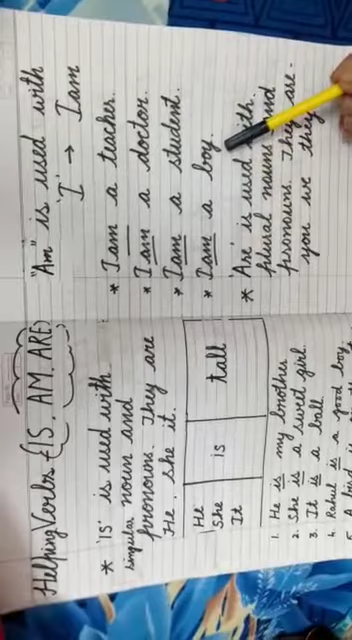 Helping Verbs {IS, AM, ARE}
* 'IS' is used with
singular noun and
pronouns. They are
He, she it.
He
She is tall
It
1. He is my brother
2. She is a sweet girl.
3. It is a ball
4. Rahul is a good boy.
5. A bird is
"Am" is used with
'I' → I am
* I am a teacher.
* I am a doctor.
* I am a student.
* I am a boy.
* 'Are' is used with
plural nouns and
pronouns. They are-
you we they